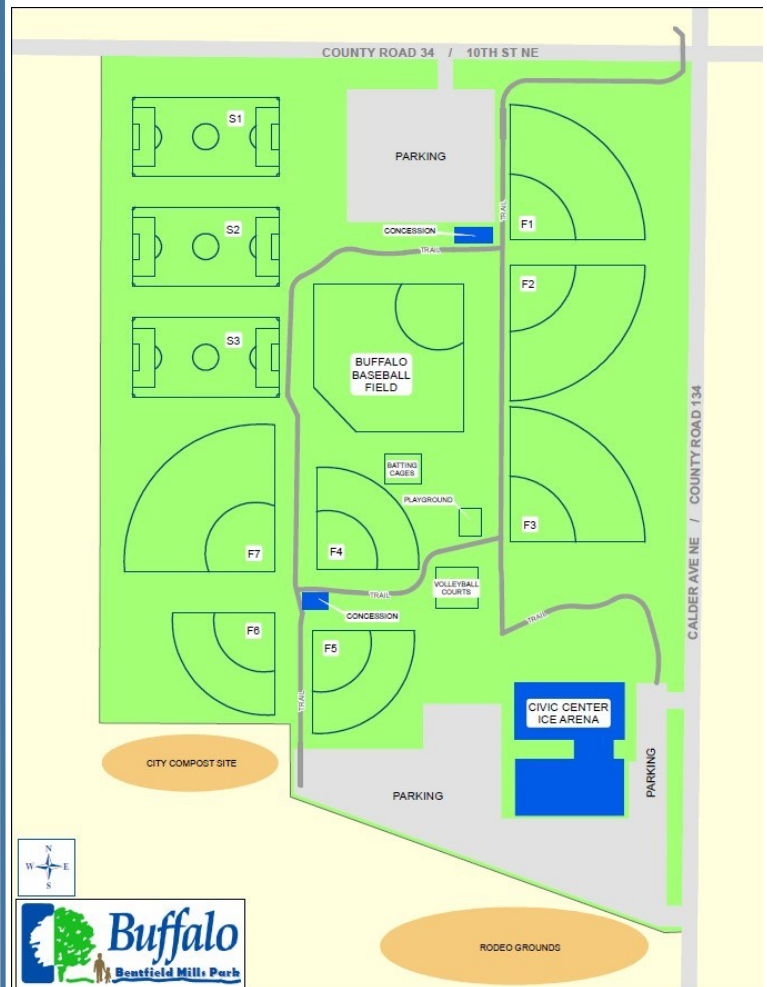 COUNTY ROAD 34 / 10TH ST NE
S1
PARKING
F1
TRAIL
CONCESSION
S2
TRAIL
F2
S3
BUFFALO
BASEBALL
FIELD
CALDER AVE NE / COUNTY ROAD 134
BATTING
CAGES
PLAYGROUND
F3
F7
F4
VOLLEYBALL
COURTS
TRAIL
CONCESSION
TRAIL
F6
F5
TRAIL
CIVIC CENTER
ICE ARENA
CITY COMPOST SITE
PARKING
PARKING
N
W E
S
Buffalo
Bentfield Mills Park
RODEO GROUNDS